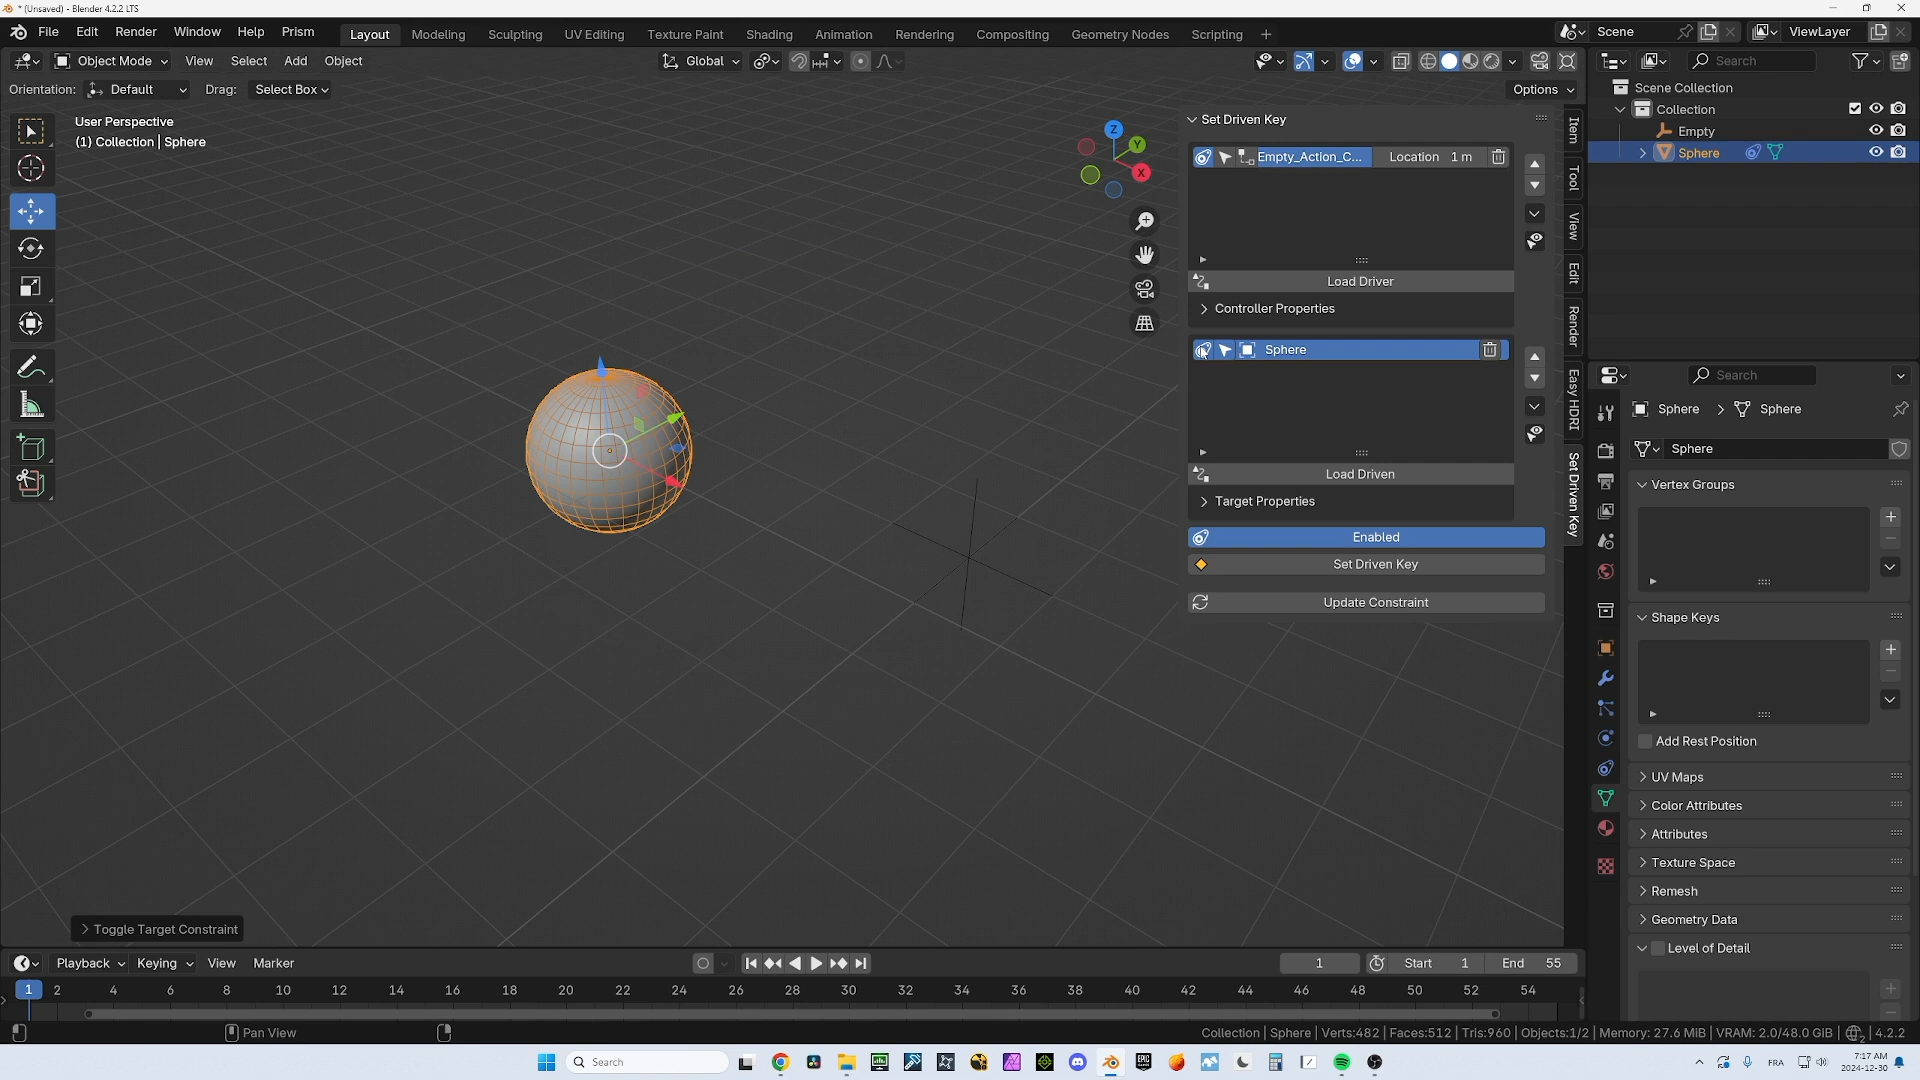 * (Unsaved) - Blender 4.2.2 LTS
File Edit Render Window Help Prism Layout Modeling Sculpting UV Editing Texture Paint Shading Animation Rendering Compositing Geometry Nodes Scripting + Scene ViewLayer
Object Mode View Select Add Object Global Search
Orientation: Default Drag: Select Box Options
Scene Collection
Collection
Empty
Sphere
User Perspective
(1) Collection | Sphere
Z
Y
X
Set Driven Key
Empty_Action_C... Location 1 m
Load Driver
Controller Properties
Sphere
Load Driven
Target Properties
Enabled
Set Driven Key
Update Constraint
Item
Tool
View
Edit
Render
Easy HDRI
Set Driven Key
Search
Sphere > Sphere
Sphere
Vertex Groups
Shape Keys
Add Rest Position
UV Maps
Color Attributes
Attributes
Texture Space
Remesh
Geometry Data
Level of Detail
Toggle Target Constraint
Playback Keying View Marker 1 Start 1 End 55
1 2 4 6 8 10 12 14 16 18 20 22 24 26 28 30 32 34 36 38 40 42 44 46 48 50 52 54
Pan View Collection | Sphere | Verts:482 | Faces:512 | Tris:960 | Objects:1/2 | Memory: 27.6 MiB | VRAM: 2.0/48.0 GiB | 4.2.2
Search FRA 7:17 AM
2024-12-30